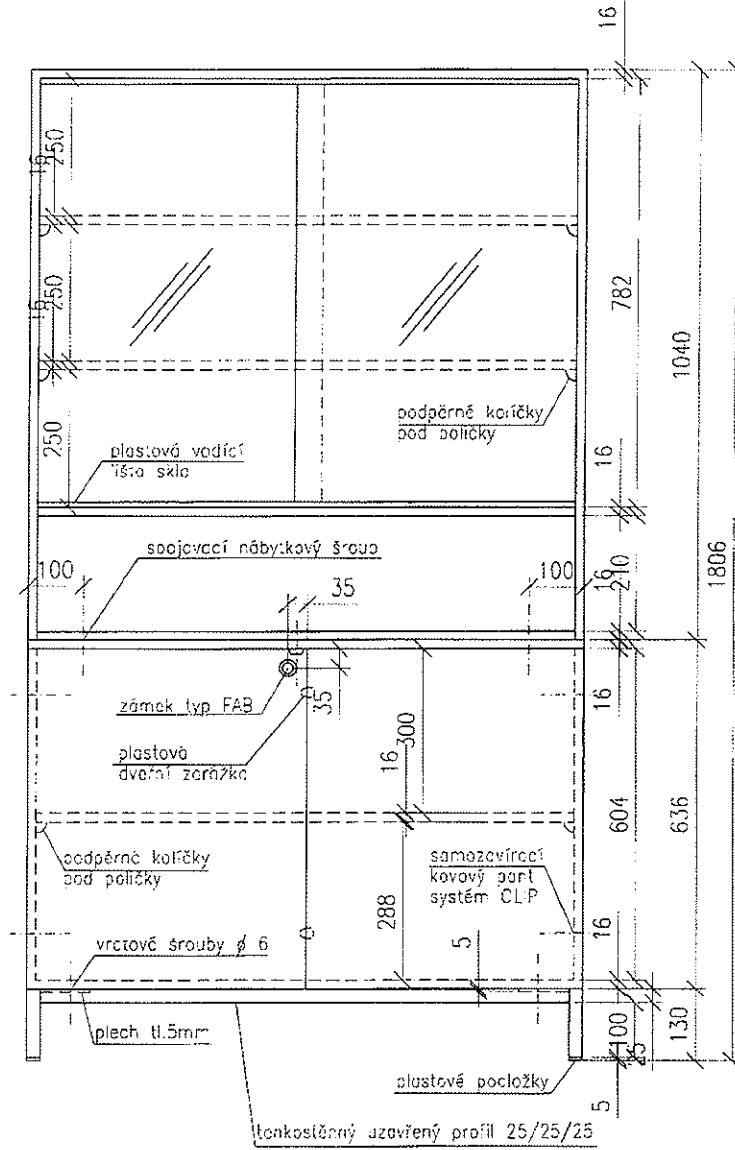 16
16
250
16
250
782
1040
podpěrné kolíčky
pod poličky
250
plastová vodící
lišta skla
16
1806
spojovací nábytkový šroub
100
35
100
16
210
zámek typ FAB
35
16
plastová
dveřní zarážka
300
16
604
636
podpěrné kolíčky
pod poličky
samozavírací
kovový pant
systém CLIP
288
vrutové šrouby ø 6
5
16
plech tl.5mm
100
25
130
plastové podložky
5
tenkostěnný uzavřený profil 25/25/25